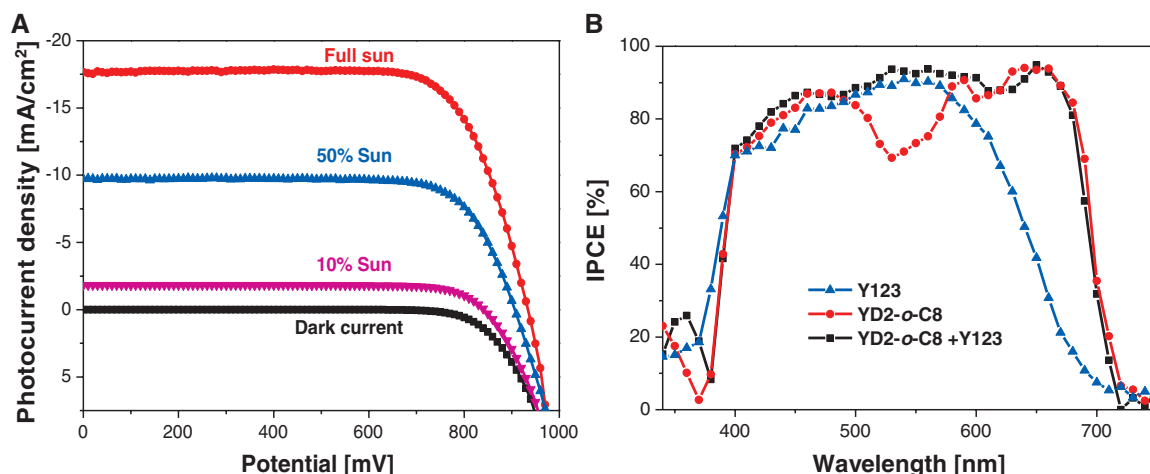 A
Photocurrent density [mA/cm²]
-20
-15
-10
-5
0
5
Full sun
50% Sun
10% Sun
Dark current
0
200
400
600
800
1000
Potential [mV]
B
IPCE [%]
100
80
60
40
20
0
Y123
YD2-o-C8
YD2-o-C8 +Y123
400
500
600
700
Wavelength [nm]